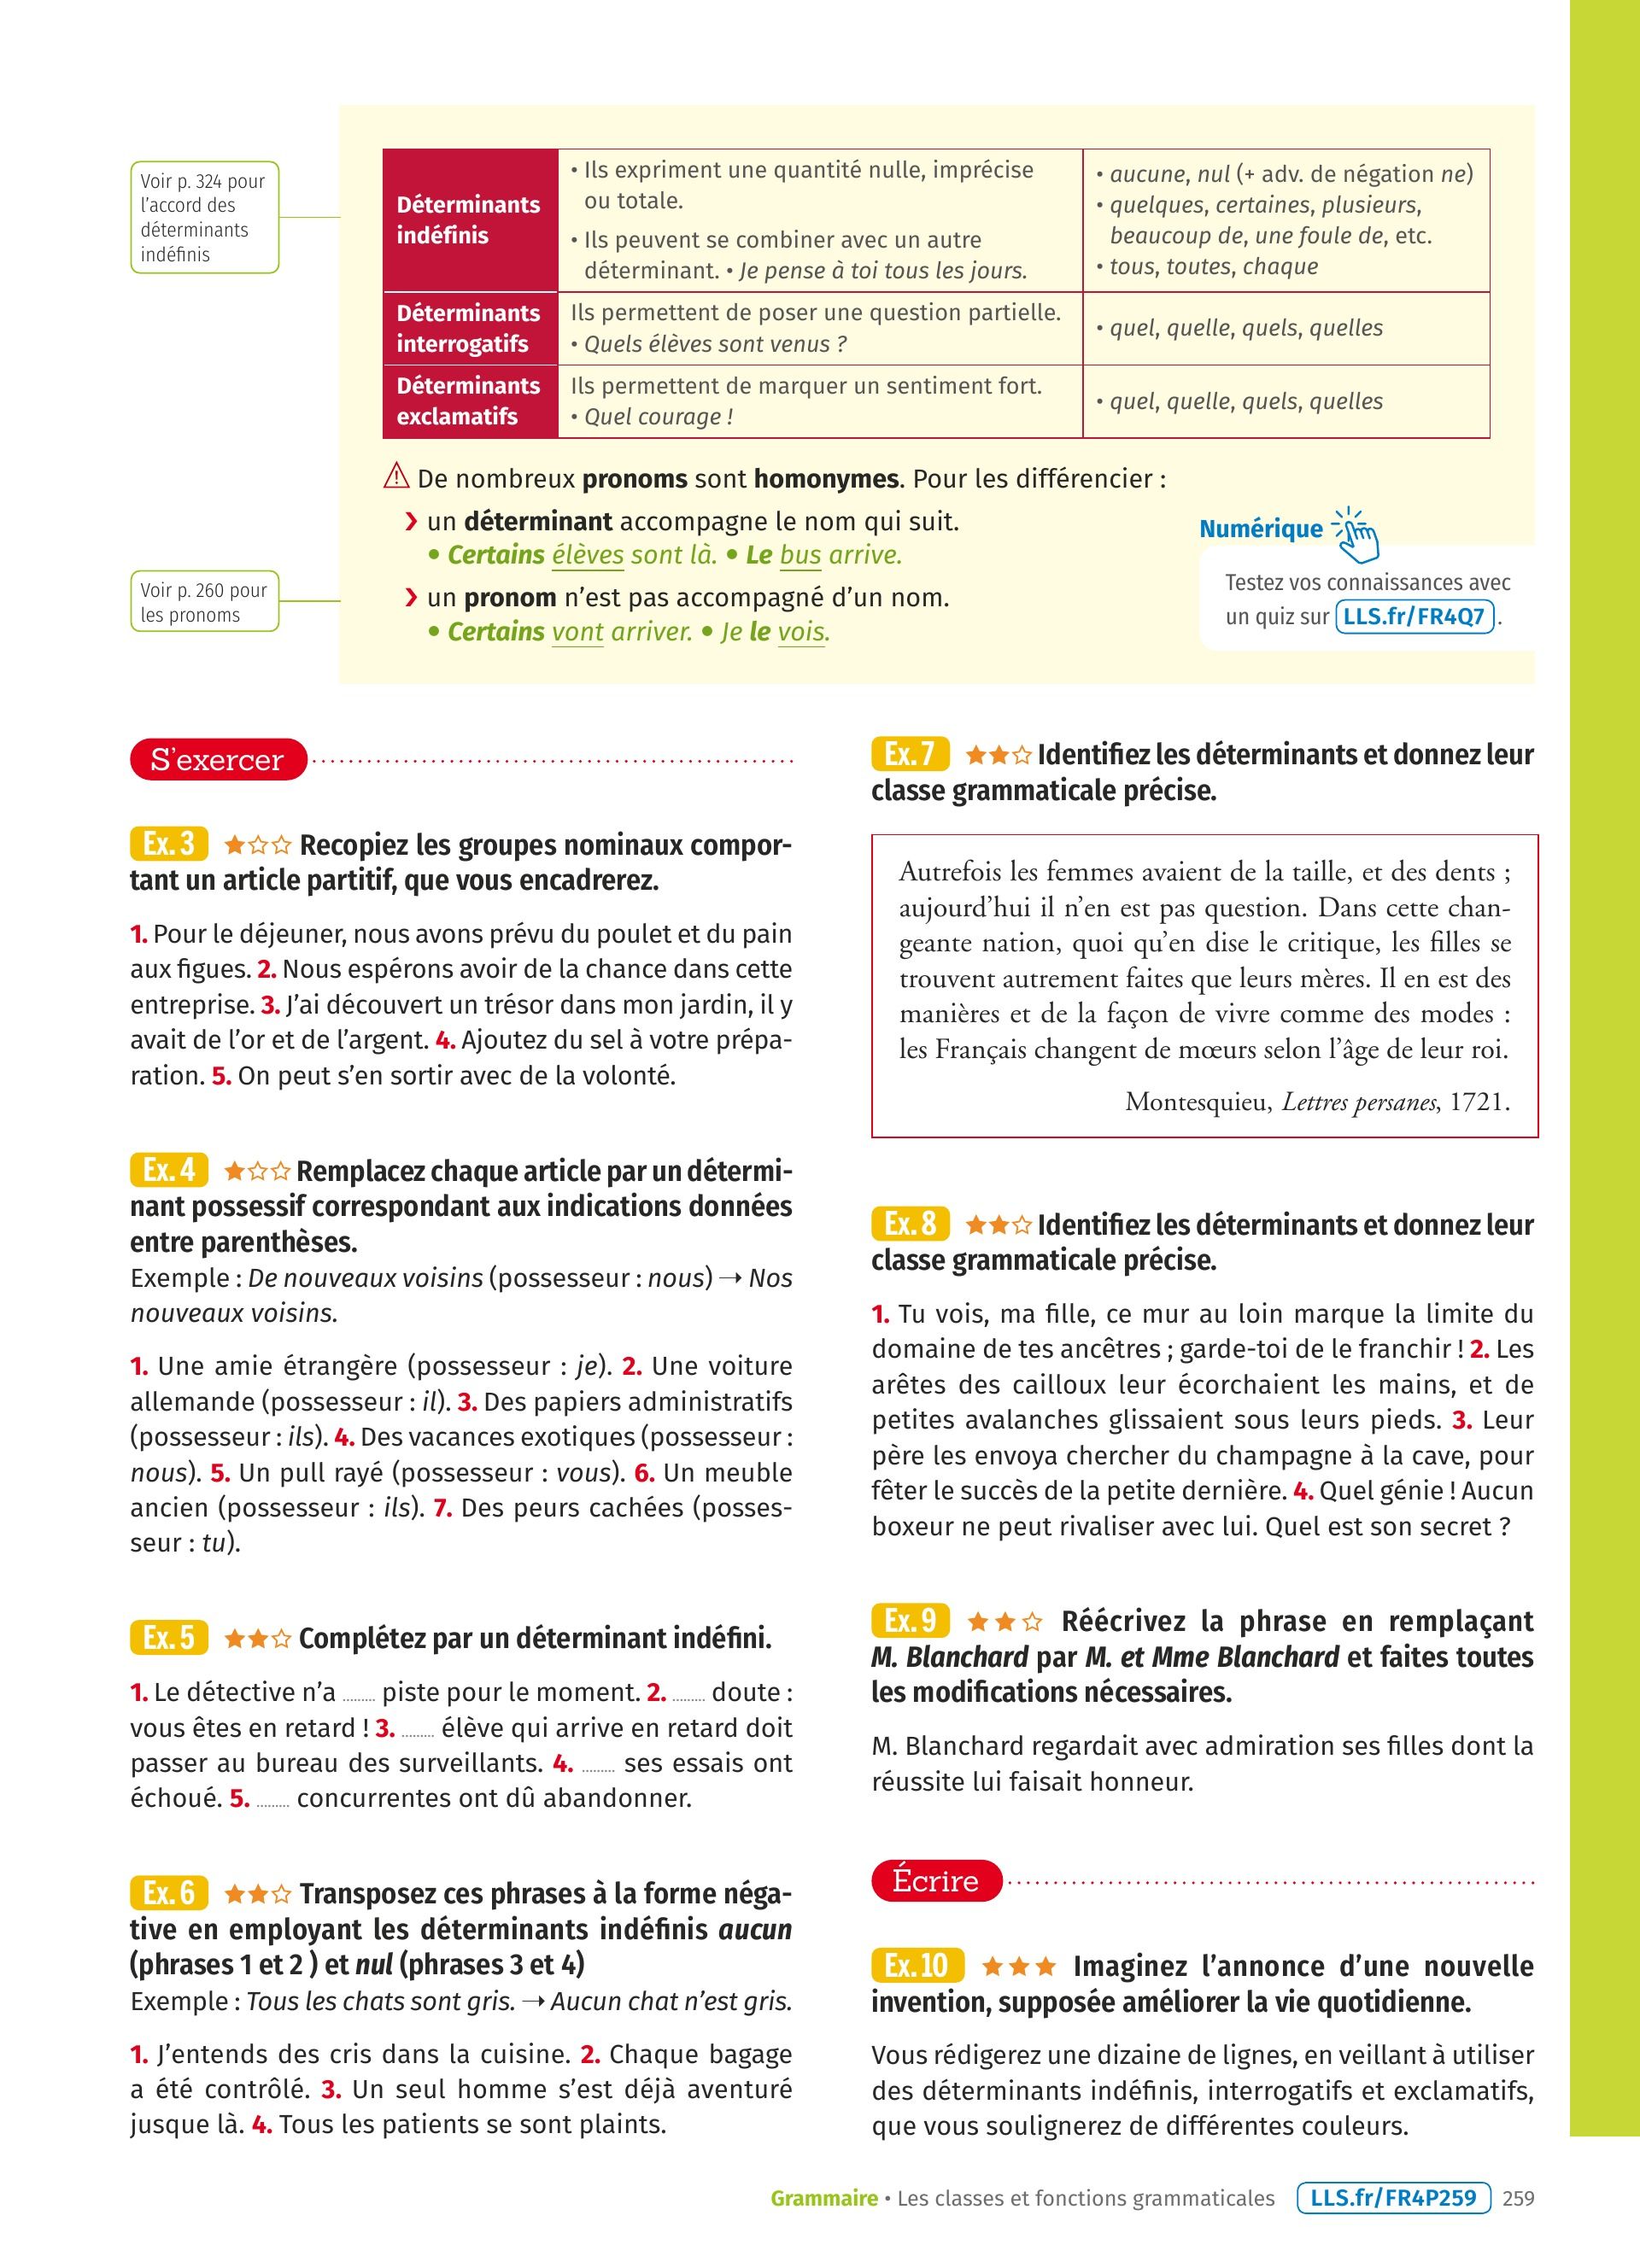 Voir p. 324 pour
l'accord des
déterminants
indéfinis
Déterminants
indéfinis
• Ils expriment une quantité nulle, imprécise
ou totale.
• Ils peuvent se combiner avec un autre
déterminant. • Je pense à toi tous les jours.
• aucune, nul (+ adv. de négation ne)
• quelques, certaines, plusieurs,
beaucoup de, une foule de, etc.
• tous, toutes, chaque
Déterminants
interrogatifs
Ils permettent de poser une question partielle.
• Quels élèves sont venus ?
• quel, quelle, quels, quelles
Déterminants
exclamatifs
Ils permettent de marquer un sentiment fort.
• Quel courage !
• quel, quelle, quels, quelles
⚠ De nombreux pronoms sont homonymes. Pour les différencier :
❯ un déterminant accompagne le nom qui suit.
• Certains élèves sont là. • Le bus arrive.
Voir p. 260 pour
les pronoms
❯ un pronom n'est pas accompagné d'un nom.
• Certains vont arriver. • Je le vois.
Numérique
Testez vos connaissances avec
un quiz sur LLS.fr/FR4Q7 .
S'exercer
Ex. 3 ★☆☆ Recopiez les groupes nominaux compor-
tant un article partitif, que vous encadrerez.
1. Pour le déjeuner, nous avons prévu du poulet et du pain
aux figues. 2. Nous espérons avoir de la chance dans cette
entreprise. 3. J'ai découvert un trésor dans mon jardin, il y
avait de l'or et de l'argent. 4. Ajoutez du sel à votre prépa-
ration. 5. On peut s'en sortir avec de la volonté.
Ex. 4 ★☆☆ Remplacez chaque article par un détermi-
nant possessif correspondant aux indications données
entre parenthèses.
Exemple : De nouveaux voisins (possesseur : nous) → Nos
nouveaux voisins.
1. Une amie étrangère (possesseur : je). 2. Une voiture
allemande (possesseur : il). 3. Des papiers administratifs
(possesseur : ils). 4. Des vacances exotiques (possesseur :
nous). 5. Un pull rayé (possesseur : vous). 6. Un meuble
ancien (possesseur : ils). 7. Des peurs cachées (posses-
seur : tu).
Ex. 5 ★★☆ Complétez par un déterminant indéfini.
1. Le détective n'a ......... piste pour le moment. 2. ......... doute :
vous êtes en retard ! 3. ......... élève qui arrive en retard doit
passer au bureau des surveillants. 4. ......... ses essais ont
échoué. 5. ......... concurrentes ont dû abandonner.
Ex. 6 ★★☆ Transposez ces phrases à la forme néga-
tive en employant les déterminants indéfinis aucun
(phrases 1 et 2 ) et nul (phrases 3 et 4)
Exemple : Tous les chats sont gris. → Aucun chat n'est gris.
1. J'entends des cris dans la cuisine. 2. Chaque bagage
a été contrôlé. 3. Un seul homme s'est déjà aventuré
jusque là. 4. Tous les patients se sont plaints.
Ex. 7 ★★☆ Identifiez les déterminants et donnez leur
classe grammaticale précise.
Autrefois les femmes avaient de la taille, et des dents ;
aujourd'hui il n'en est pas question. Dans cette chan-
geante nation, quoi qu'en dise le critique, les filles se
trouvent autrement faites que leurs mères. Il en est des
manières et de la façon de vivre comme des modes :
les Français changent de mœurs selon l'âge de leur roi.
Montesquieu, Lettres persanes, 1721.
Ex. 8 ★★☆ Identifiez les déterminants et donnez leur
classe grammaticale précise.
1. Tu vois, ma fille, ce mur au loin marque la limite du
domaine de tes ancêtres ; garde-toi de le franchir ! 2. Les
arêtes des cailloux leur écorchaient les mains, et de
petites avalanches glissaient sous leurs pieds. 3. Leur
père les envoya chercher du champagne à la cave, pour
fêter le succès de la petite dernière. 4. Quel génie ! Aucun
boxeur ne peut rivaliser avec lui. Quel est son secret ?
Ex. 9 ★★☆ Réécrivez la phrase en remplaçant
M. Blanchard par M. et Mme Blanchard et faites toutes
les modifications nécessaires.
M. Blanchard regardait avec admiration ses filles dont la
réussite lui faisait honneur.
Écrire
Ex. 10 ★★★ Imaginez l'annonce d'une nouvelle
invention, supposée améliorer la vie quotidienne.
Vous rédigerez une dizaine de lignes, en veillant à utiliser
des déterminants indéfinis, interrogatifs et exclamatifs,
que vous soulignerez de différentes couleurs.
Grammaire • Les classes et fonctions grammaticales LLS.fr/FR4P259 259